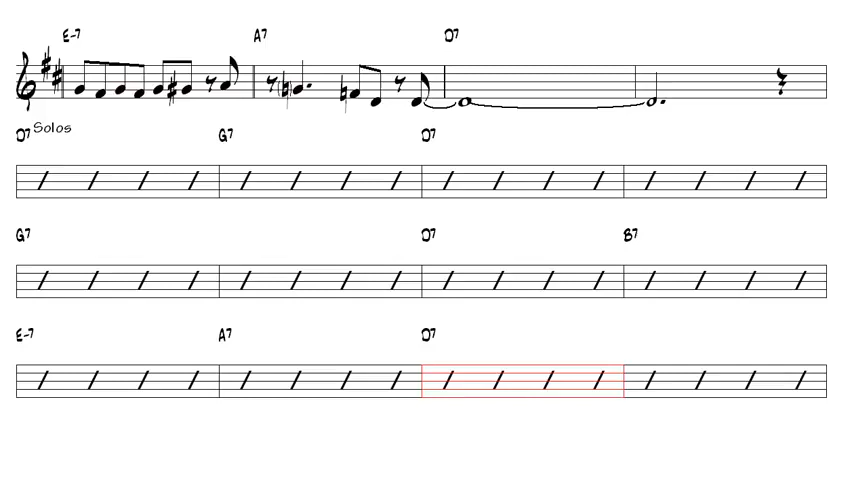 E-7 A7 D7
Solos
D7 G7 D7
G7 D7 B7
E-7 A7 D7